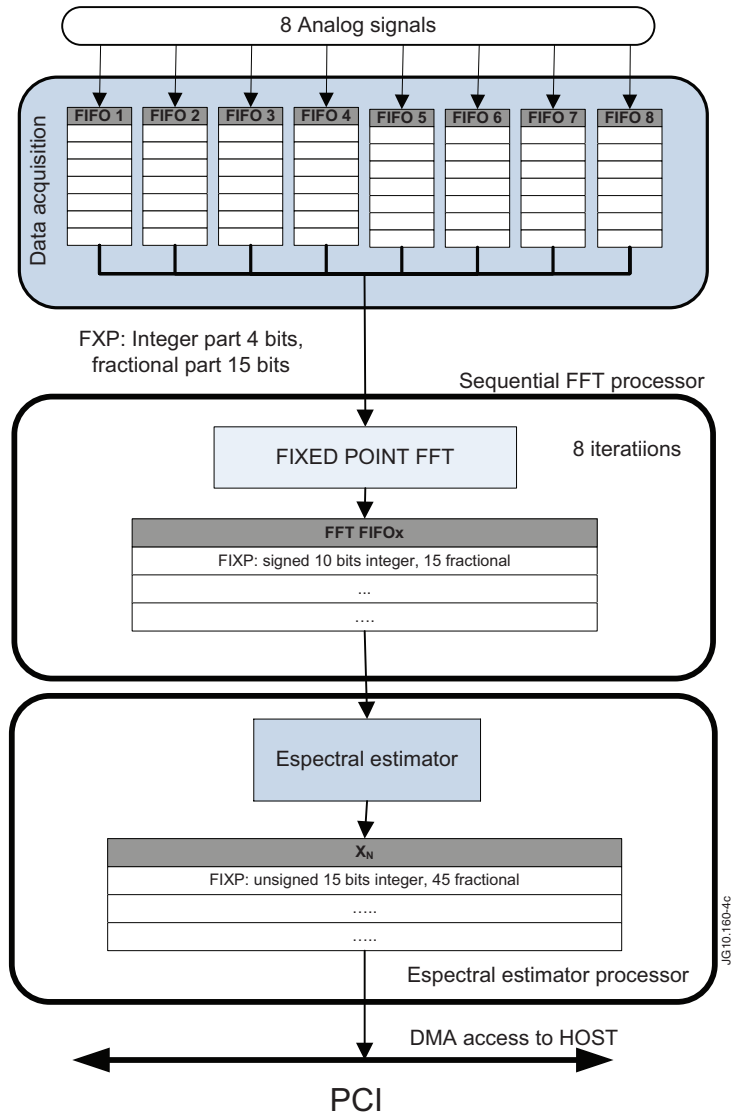 8 Analog signals
Data acquisition
FIFO 1 FIFO 2 FIFO 3 FIFO 4 FIFO 5 FIFO 6 FIFO 7 FIFO 8
FXP: Integer part 4 bits,
fractional part 15 bits
Sequential FFT processor
FIXED POINT FFT
8 iteratiions
FFT FIFOx
FIXP: signed 10 bits integer, 15 fractional
...
....
Espectral estimator
XN
FIXP: unsigned 15 bits integer, 45 fractional
.....
.....
Espectral estimator processor
JG10.160-4c
DMA access to HOST
PCI